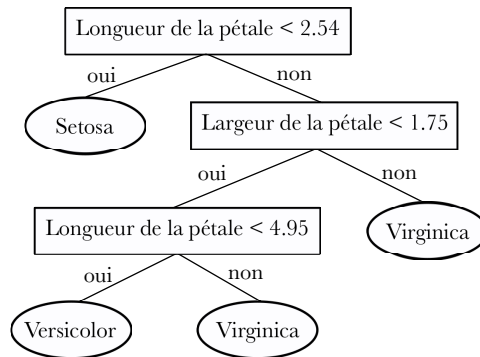 Longueur de la pétale < 2.54
oui
non
Setosa
Largeur de la pétale < 1.75
oui
non
Longueur de la pétale < 4.95
Virginica
oui
non
Versicolor
Virginica